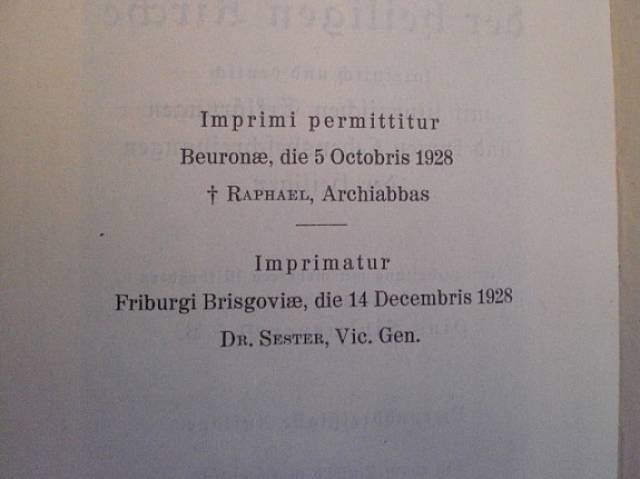 Imprimi permittitur
Beuronæ, die 5 Octobris 1928
† Raphael, Archiabbas
Imprimatur
Friburgi Brisgoviæ, die 14 Decembris 1928
Dr. Sester, Vic. Gen.